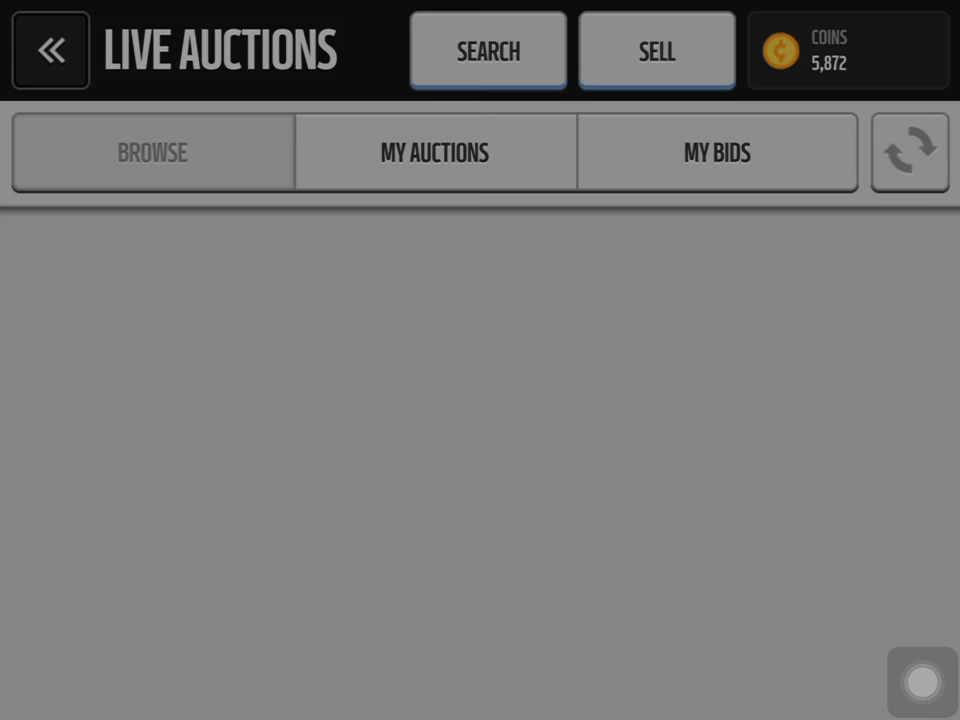 LIVE AUCTIONS
SEARCH
SELL
COINS
5,872
BROWSE
MY AUCTIONS
MY BIDS